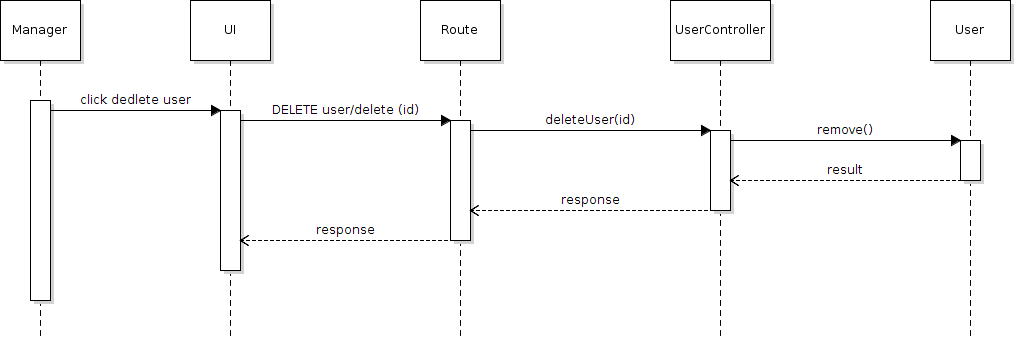 Manager
UI
Route
UserController
User
click dedlete user
DELETE user/delete (id)
deleteUser(id)
remove()
result
response
response